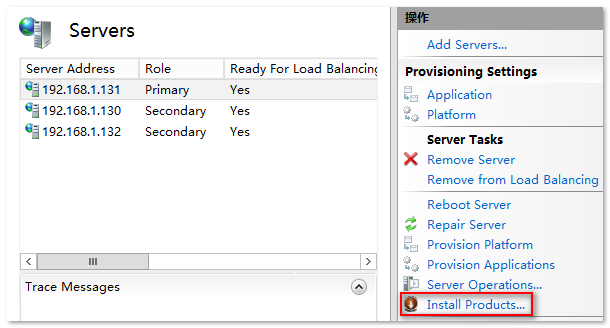 Servers
Server Address Role Ready For Load Balancing
192.168.1.131 Primary Yes
192.168.1.130 Secondary Yes
192.168.1.132 Secondary Yes
Trace Messages
操作
Add Servers...
Provisioning Settings
Application
Platform
Server Tasks
Remove Server
Remove from Load Balancing
Reboot Server
Repair Server
Provision Platform
Provision Applications
Server Operations...
Install Products...